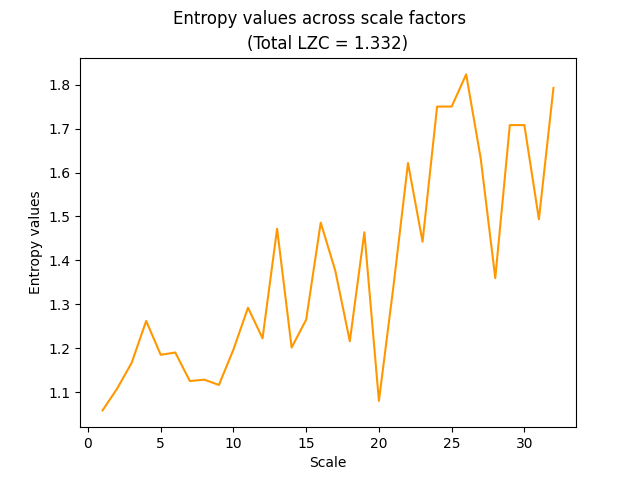 Entropy values across scale factors
(Total LZC = 1.332)
1.8
1.7
1.6
1.5
1.4
1.3
1.2
1.1
Entropy values
0 5 10 15 20 25 30
Scale